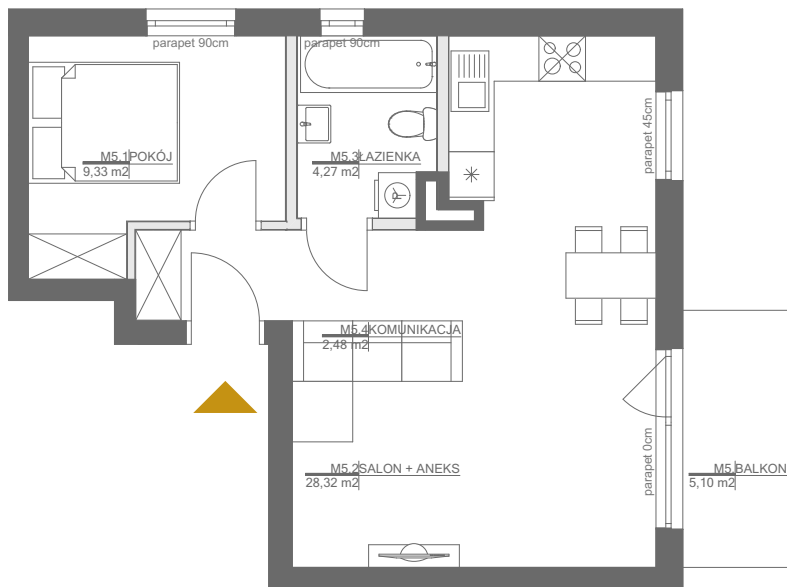 parapet 90cm
parapet 90cm
parapet 45cm
M5.1 POKÓJ
9,33 m2
M5.3 ŁAZIENKA
4,27 m2
M5.4 KOMUNIKACJA
2,48 m2
M5.2 SALON + ANEKS
28,32 m2
parapet 0cm
M5. BALKON
5,10 m2